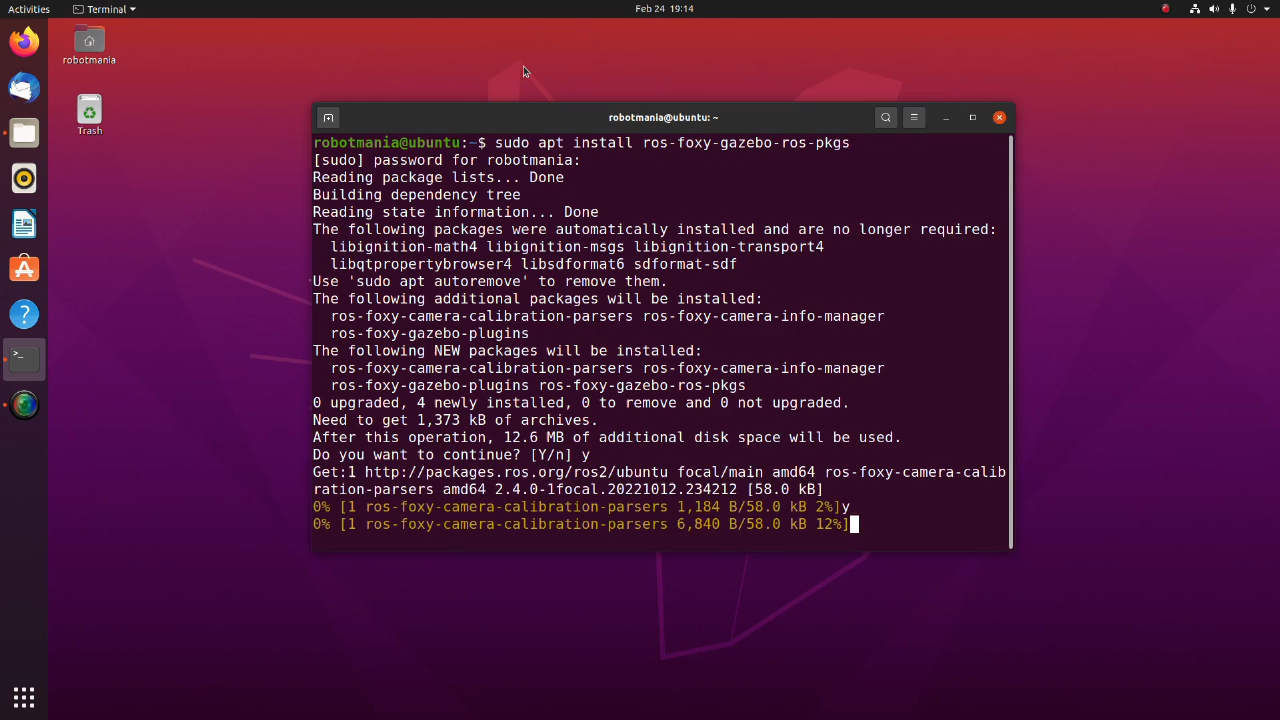 Activities
Terminal
Feb 24 19:14
robotmania
Trash
robotmania@ubuntu: ~
robotmania@ubuntu:~$ sudo apt install ros-foxy-gazebo-ros-pkgs
[sudo] password for robotmania:
Reading package lists... Done
Building dependency tree
Reading state information... Done
The following packages were automatically installed and are no longer required:
libignition-math4 libignition-msgs libignition-transport4
libqtpropertybrowser4 libsdformat6 sdformat-sdf
Use 'sudo apt autoremove' to remove them.
The following additional packages will be installed:
ros-foxy-camera-calibration-parsers ros-foxy-camera-info-manager
ros-foxy-gazebo-plugins
The following NEW packages will be installed:
ros-foxy-camera-calibration-parsers ros-foxy-camera-info-manager
ros-foxy-gazebo-plugins ros-foxy-gazebo-ros-pkgs
0 upgraded, 4 newly installed, 0 to remove and 0 not upgraded.
Need to get 1,373 kB of archives.
After this operation, 12.6 MB of additional disk space will be used.
Do you want to continue? [Y/n] y
Get:1 http://packages.ros.org/ros2/ubuntu focal/main amd64 ros-foxy-camera-calib
ration-parsers amd64 2.4.0-1focal.20221012.234212 [58.0 kB]
0% [1 ros-foxy-camera-calibration-parsers 1,184 B/58.0 kB 2%]y
0% [1 ros-foxy-camera-calibration-parsers 6,840 B/58.0 kB 12%]